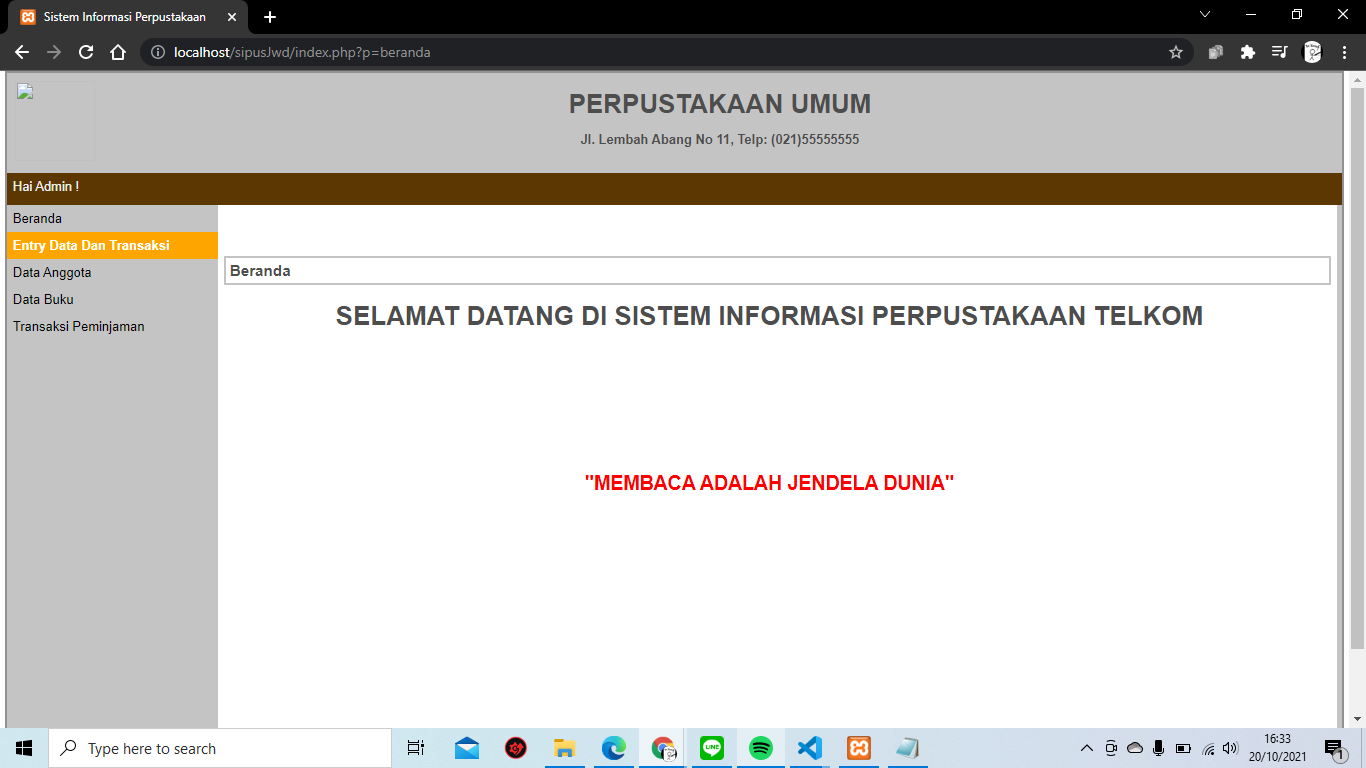 Sistem Informasi Perpustakaan
localhost/sipusJwd/index.php?p=beranda
PERPUSTAKAAN UMUM
Jl. Lembah Abang No 11, Telp: (021)55555555
Hai Admin !
Beranda
Entry Data Dan Transaksi
Data Anggota
Data Buku
Transaksi Peminjaman
Beranda
SELAMAT DATANG DI SISTEM INFORMASI PERPUSTAKAAN TELKOM
"MEMBACA ADALAH JENDELA DUNIA"
Type here to search
LINE
16:33
20/10/2021
1